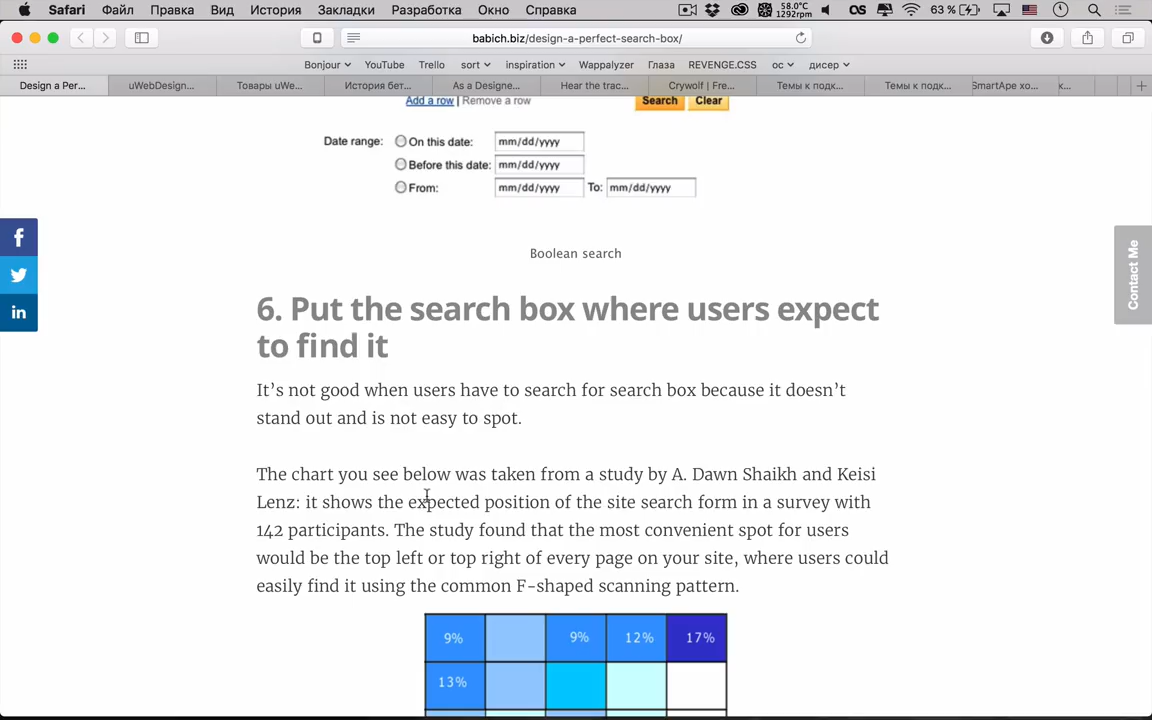 Safari Файл Правка Вид История Закладки Разработка Окно Справка
58.0°C
1292rpm
OS
63 %
babich.biz/design-a-perfect-search-box/
Bonjour YouTube Trello sort inspiration Wappalyzer Глаза REVENGE.CSS ос дисер
Design a Per... uWebDesign... Товары uWe... История бет... As a Designe... Hear the trac... Crywolf | Fre... Темы к подк... Темы к подк... SmartApe хо... к...
Add a row | Remove a row
Search Clear
Date range: On this date: mm/dd/yyyy
Before this date: mm/dd/yyyy
From: mm/dd/yyyy To: mm/dd/yyyy
Contact Me
Boolean search
6. Put the search box where users expect
to find it
It’s not good when users have to search for search box because it doesn’t
stand out and is not easy to spot.
The chart you see below was taken from a study by A. Dawn Shaikh and Keisi
Lenz: it shows the expected position of the site search form in a survey with
142 participants. The study found that the most convenient spot for users
would be the top left or top right of every page on your site, where users could
easily find it using the common F-shaped scanning pattern.
9% 9% 12% 17%
13%